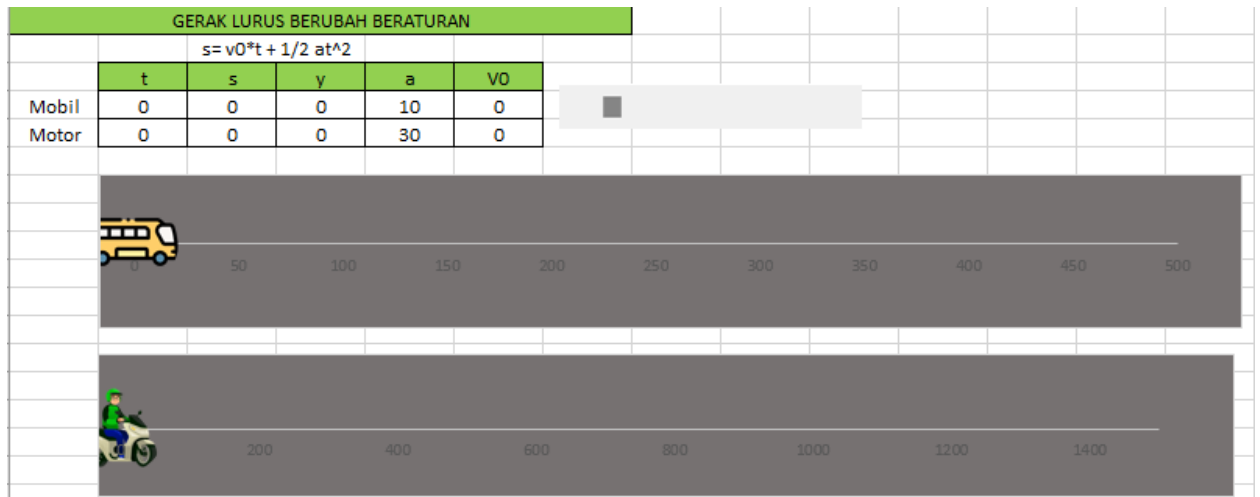 GERAK LURUS BERUBAH BERATURAN
s= v0*t + 1/2 at^2
t s y a V0
Mobil 0 0 0 10 0
Motor 0 0 0 30 0
0 50 100 150 200 250 300 350 400 450 500
200 400 600 800 1000 1200 1400